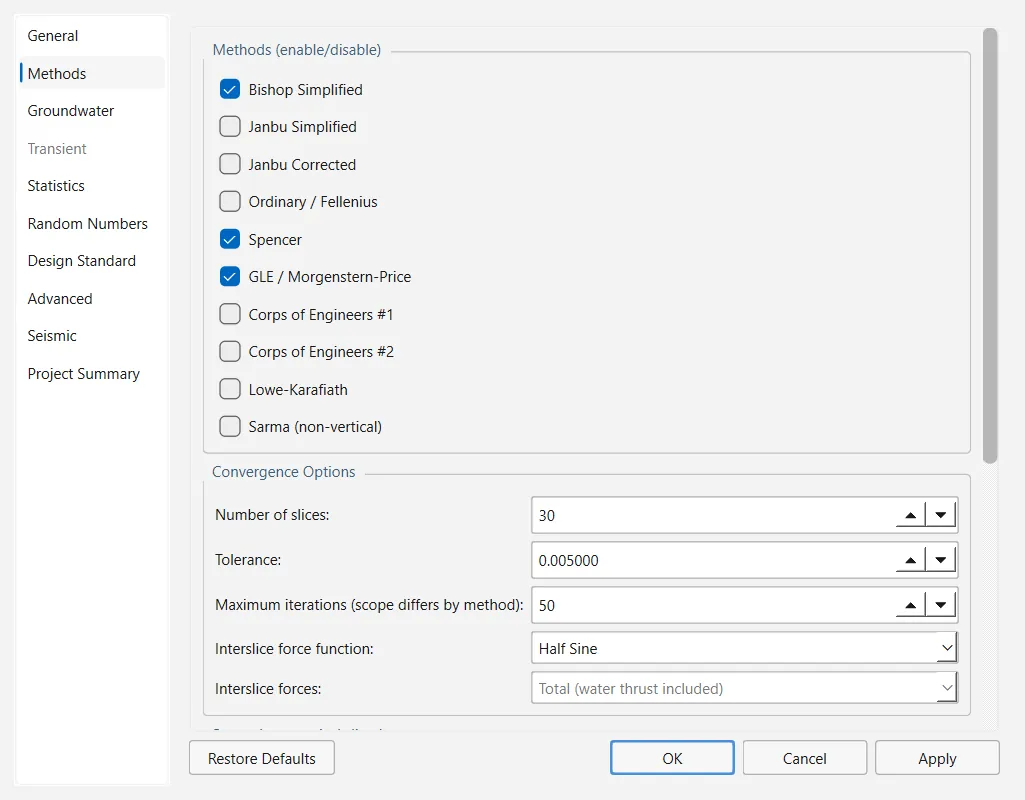 General
Methods
Groundwater
Transient
Statistics
Random Numbers
Design Standard
Advanced
Seismic
Project Summary
Methods (enable/disable)
Bishop Simplified
Janbu Simplified
Janbu Corrected
Ordinary / Fellenius
Spencer
GLE / Morgenstern-Price
Corps of Engineers #1
Corps of Engineers #2
Lowe-Karafiath
Sarma (non-vertical)
Convergence Options
Number of slices: 30
Tolerance: 0.005000
Maximum iterations (scope differs by method): 50
Interslice force function: Half Sine
Interslice forces: Total (water thrust included)
Restore Defaults OK Cancel Apply